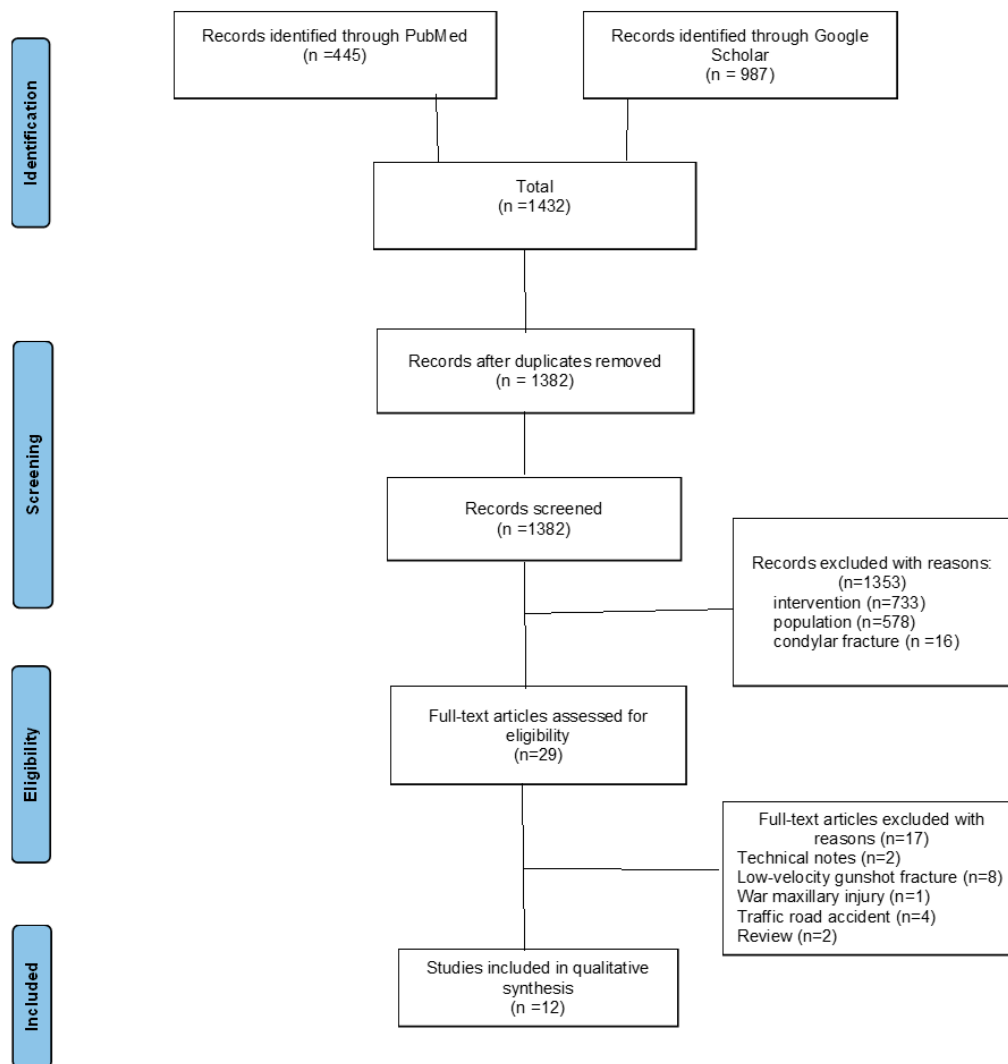 Identification
Records identified through PubMed
(n =445)
Records identified through Google
Scholar
(n = 987)
Total
(n =1432)
Screening
Records after duplicates removed
(n = 1382)
Records screened
(n =1382)
Records excluded with reasons:
(n=1353)
intervention (n=733)
population (n=578)
condylar fracture (n =16)
Eligibility
Full-text articles assessed for
eligibility
(n=29)
Full-text articles excluded with
reasons (n=17)
Technical notes (n=2)
Low-velocity gunshot fracture (n=8)
War maxillary injury (n=1)
Traffic road accident (n=4)
Review (n=2)
Included
Studies included in qualitative
synthesis
(n =12)